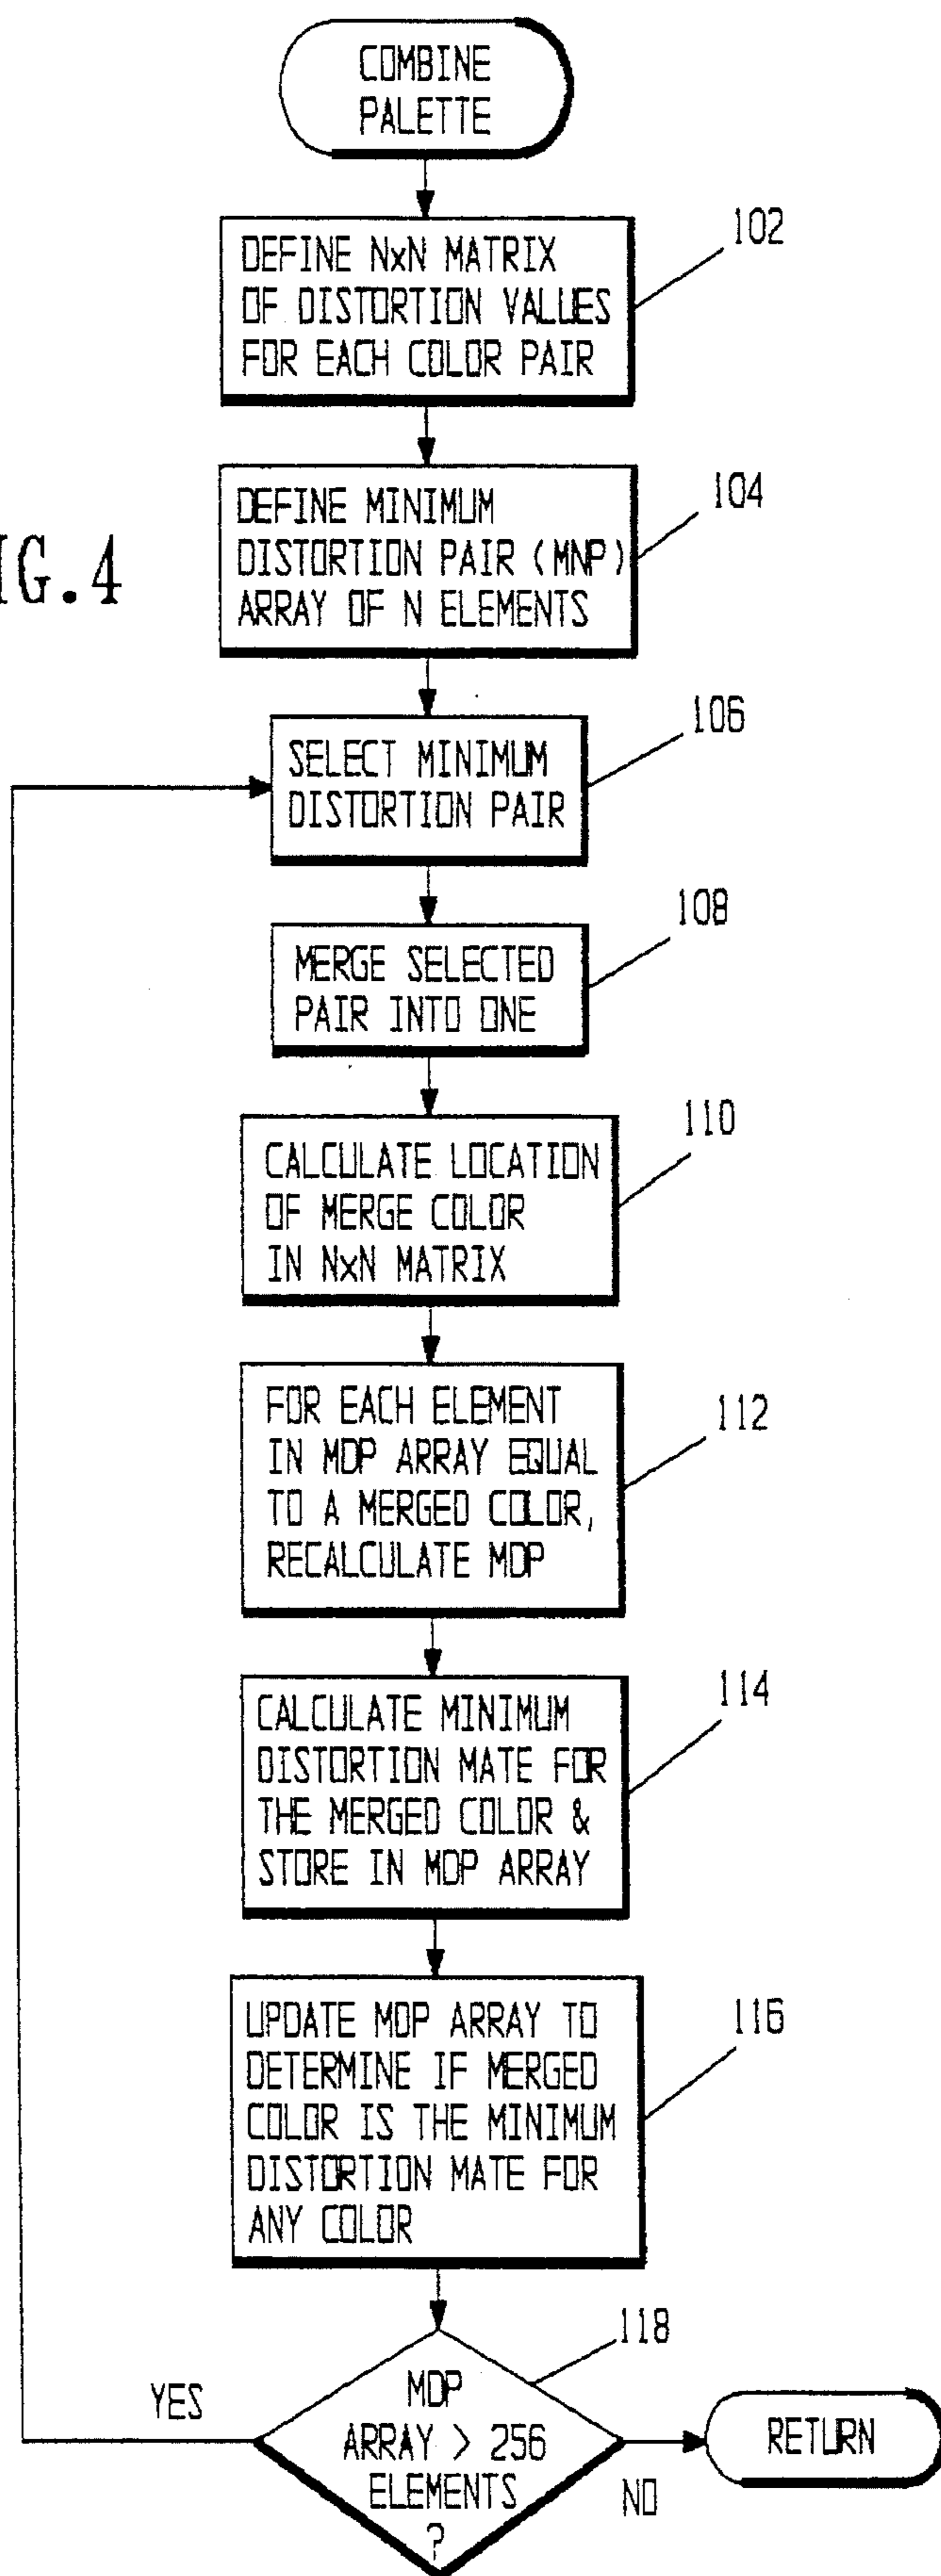 COMBINE
PALETTE
102
DEFINE NxN MATRIX
OF DISTORTION VALUES
FOR EACH COLOR PAIR
104
DEFINE MINIMUM
DISTORTION PAIR (MNP)
ARRAY OF N ELEMENTS
IG.4
106
SELECT MINIMUM
DISTORTION PAIR
108
MERGE SELECTED
PAIR INTO ONE
110
CALCULATE LOCATION
OF MERGE COLOR
IN NxN MATRIX
112
FOR EACH ELEMENT
IN MDP ARRAY EQUAL
TO A MERGED COLOR,
RECALCULATE MDP
114
CALCULATE MINIMUM
DISTORTION MATE FOR
THE MERGED COLOR &
STORE IN MDP ARRAY
116
UPDATE MDP ARRAY TO
DETERMINE IF MERGED
COLOR IS THE MINIMUM
DISTORTION MATE FOR
ANY COLOR
118
YES
MDP
ARRAY > 256
ELEMENTS
?
NO
RETURN